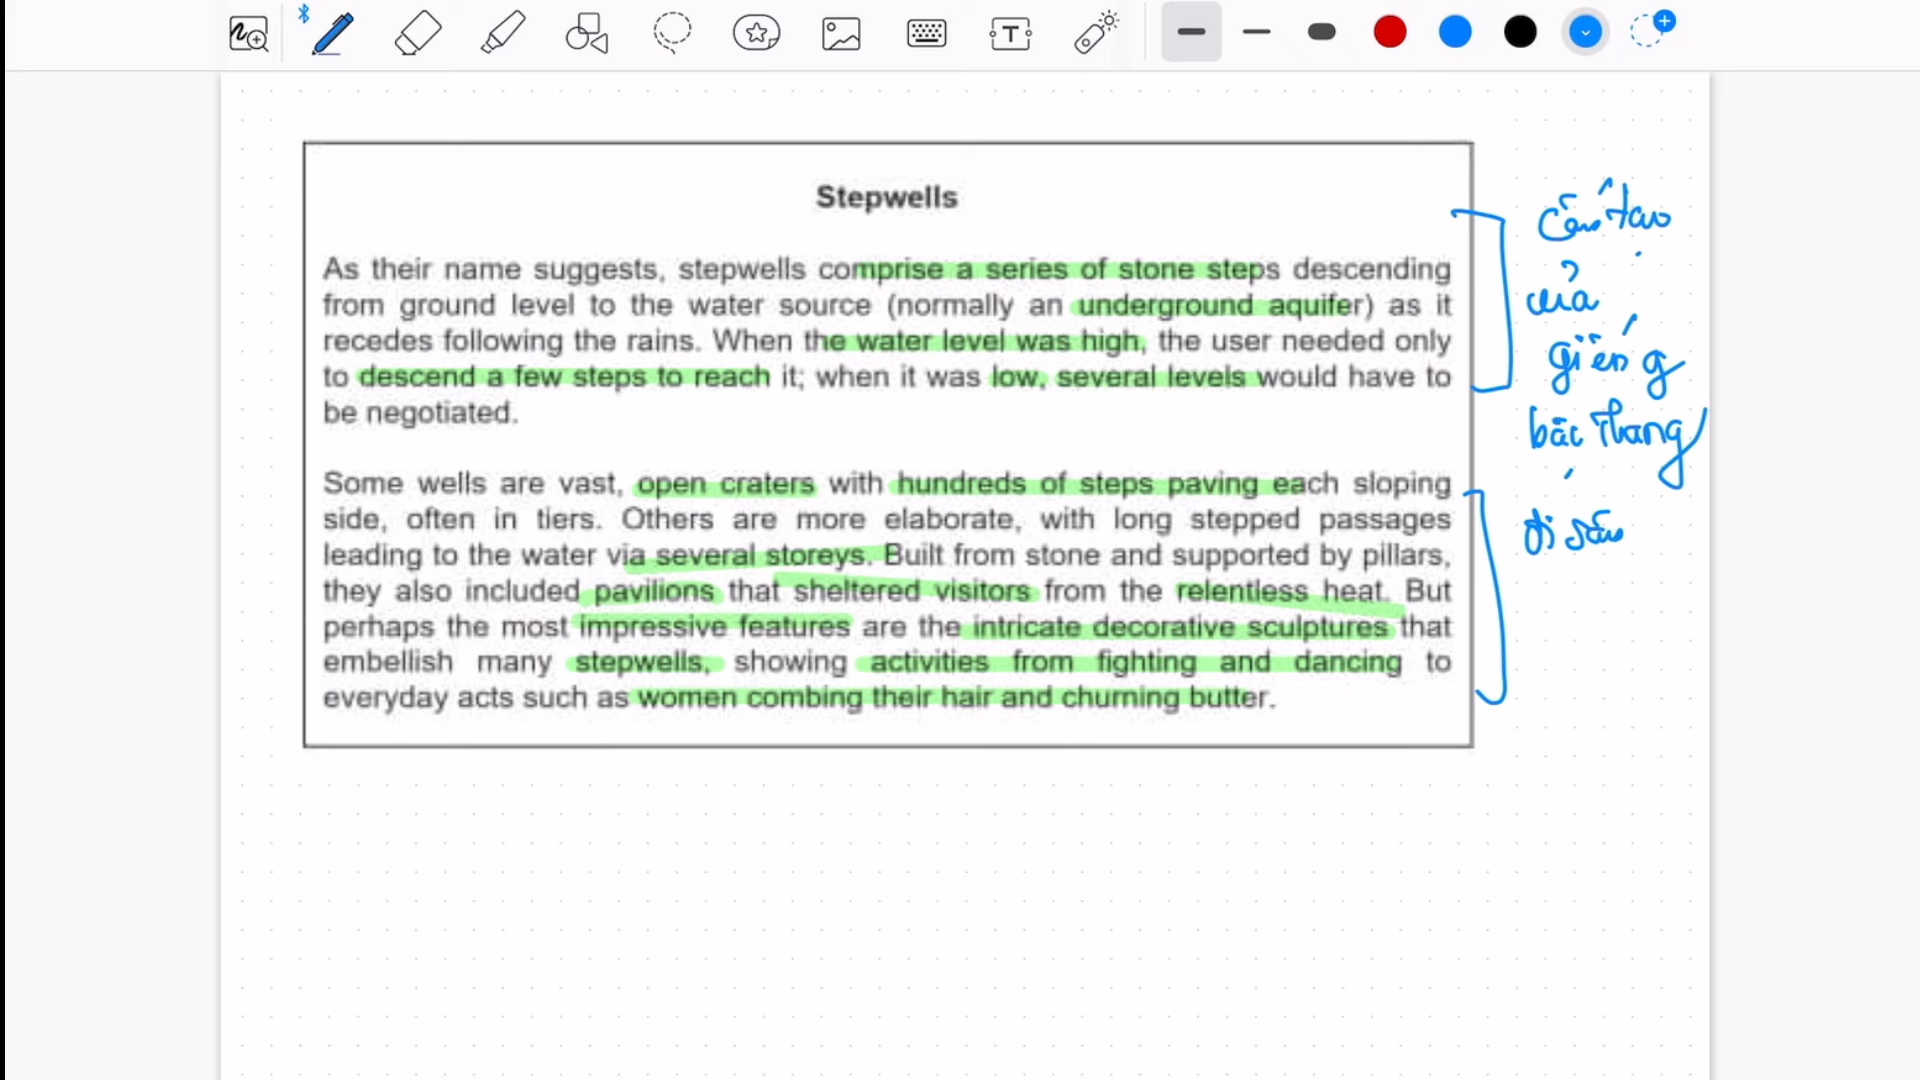 Stepwells
As their name suggests, stepwells comprise a series of stone steps descending
from ground level to the water source (normally an underground aquifer) as it
recedes following the rains. When the water level was high, the user needed only
to descend a few steps to reach it; when it was low, several levels would have to
be negotiated.
Some wells are vast, open craters with hundreds of steps paving each sloping
side, often in tiers. Others are more elaborate, with long stepped passages
leading to the water via several storeys. Built from stone and supported by pillars,
they also included pavilions that sheltered visitors from the relentless heat. But
perhaps the most impressive features are the intricate decorative sculptures that
embellish many stepwells, showing activities from fighting and dancing to
everyday acts such as women combing their hair and churning butter.
cấu tạo
của
giếng
bậc thang
đi sâu